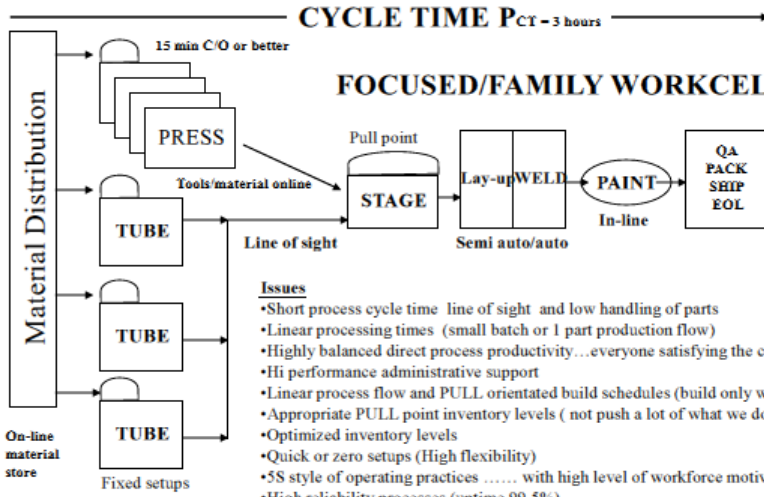 CYCLE TIME PCT = 3 hours
15 min C/O or better
FOCUSED/FAMILY WORKCEL
Material Distribution
PRESS
Pull point
Tools/material online
STAGE
Lay-up WELD
PAINT
QA
PACK
SHIP
EOL
In-line
TUBE
Line of sight
Semi auto/auto
TUBE
TUBE
On-line
material
store
Fixed setups
Issues
•Short process cycle time line of sight and low handling of parts
•Linear processing times (small batch or 1 part production flow)
•Highly balanced direct process productivity…everyone satisfying the c
•Hi performance administrative support
•Linear process flow and PULL orientated build schedules (build only w
•Appropriate PULL point inventory levels ( not push a lot of what we do
•Optimized inventory levels
•Quick or zero setups (High flexibility)
•5S style of operating practices …… with high level of workforce motiv
•High reliability processes (uptime 99.5%)